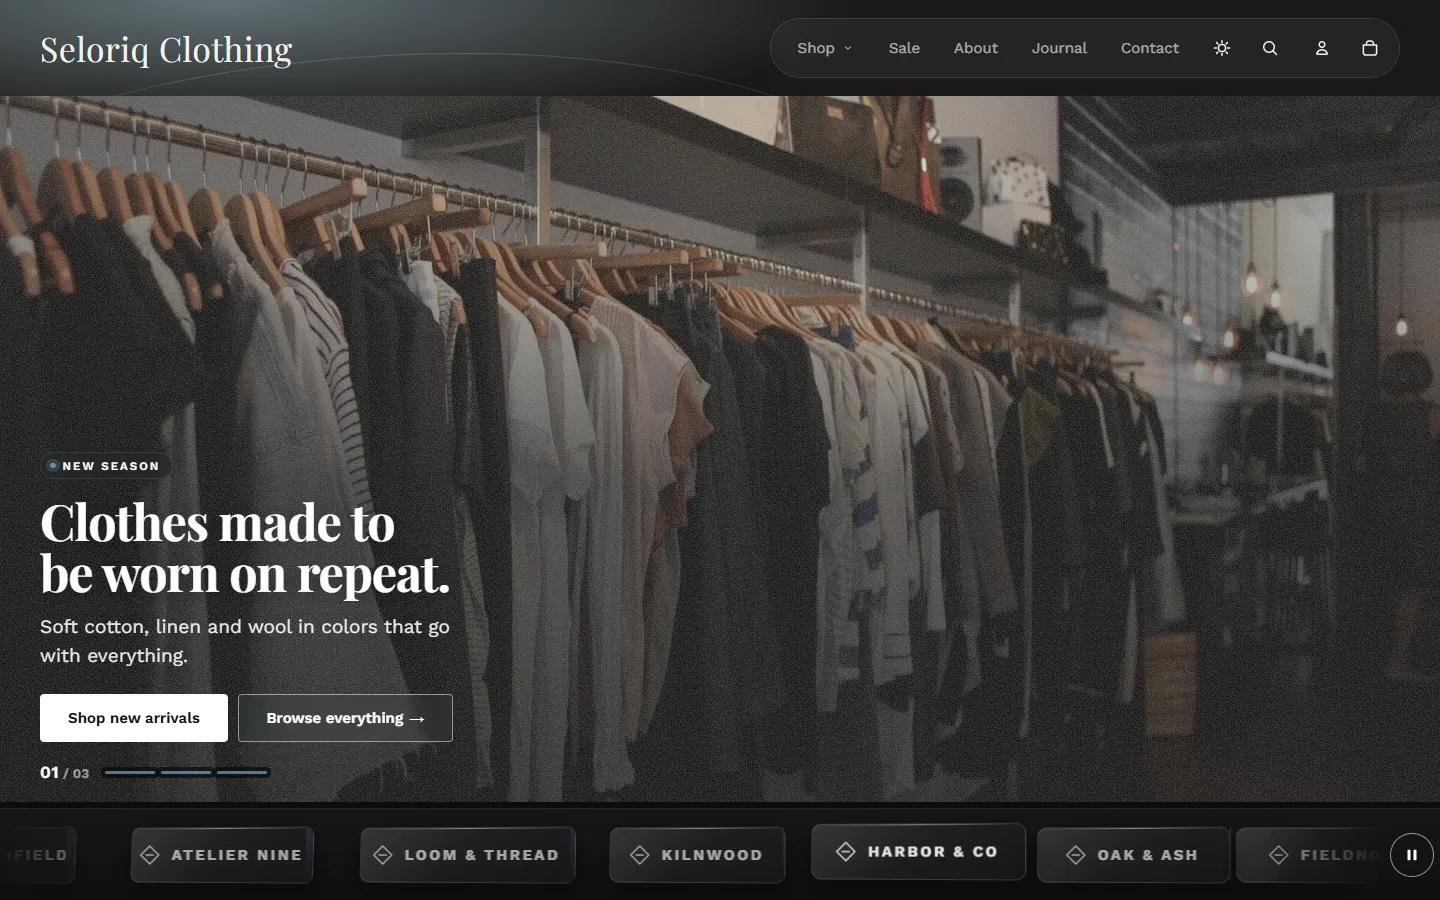 Seloriq Clothing
Shop
Sale
About
Journal
Contact
NEW SEASON
Clothes made to
be worn on repeat.
Soft cotton, linen and wool in colors that go
with everything.
Shop new arrivals
Browse everything →
01 / 03
ATELIER NINE
LOOM & THREAD
KILNWOOD
HARBOR & CO
OAK & ASH